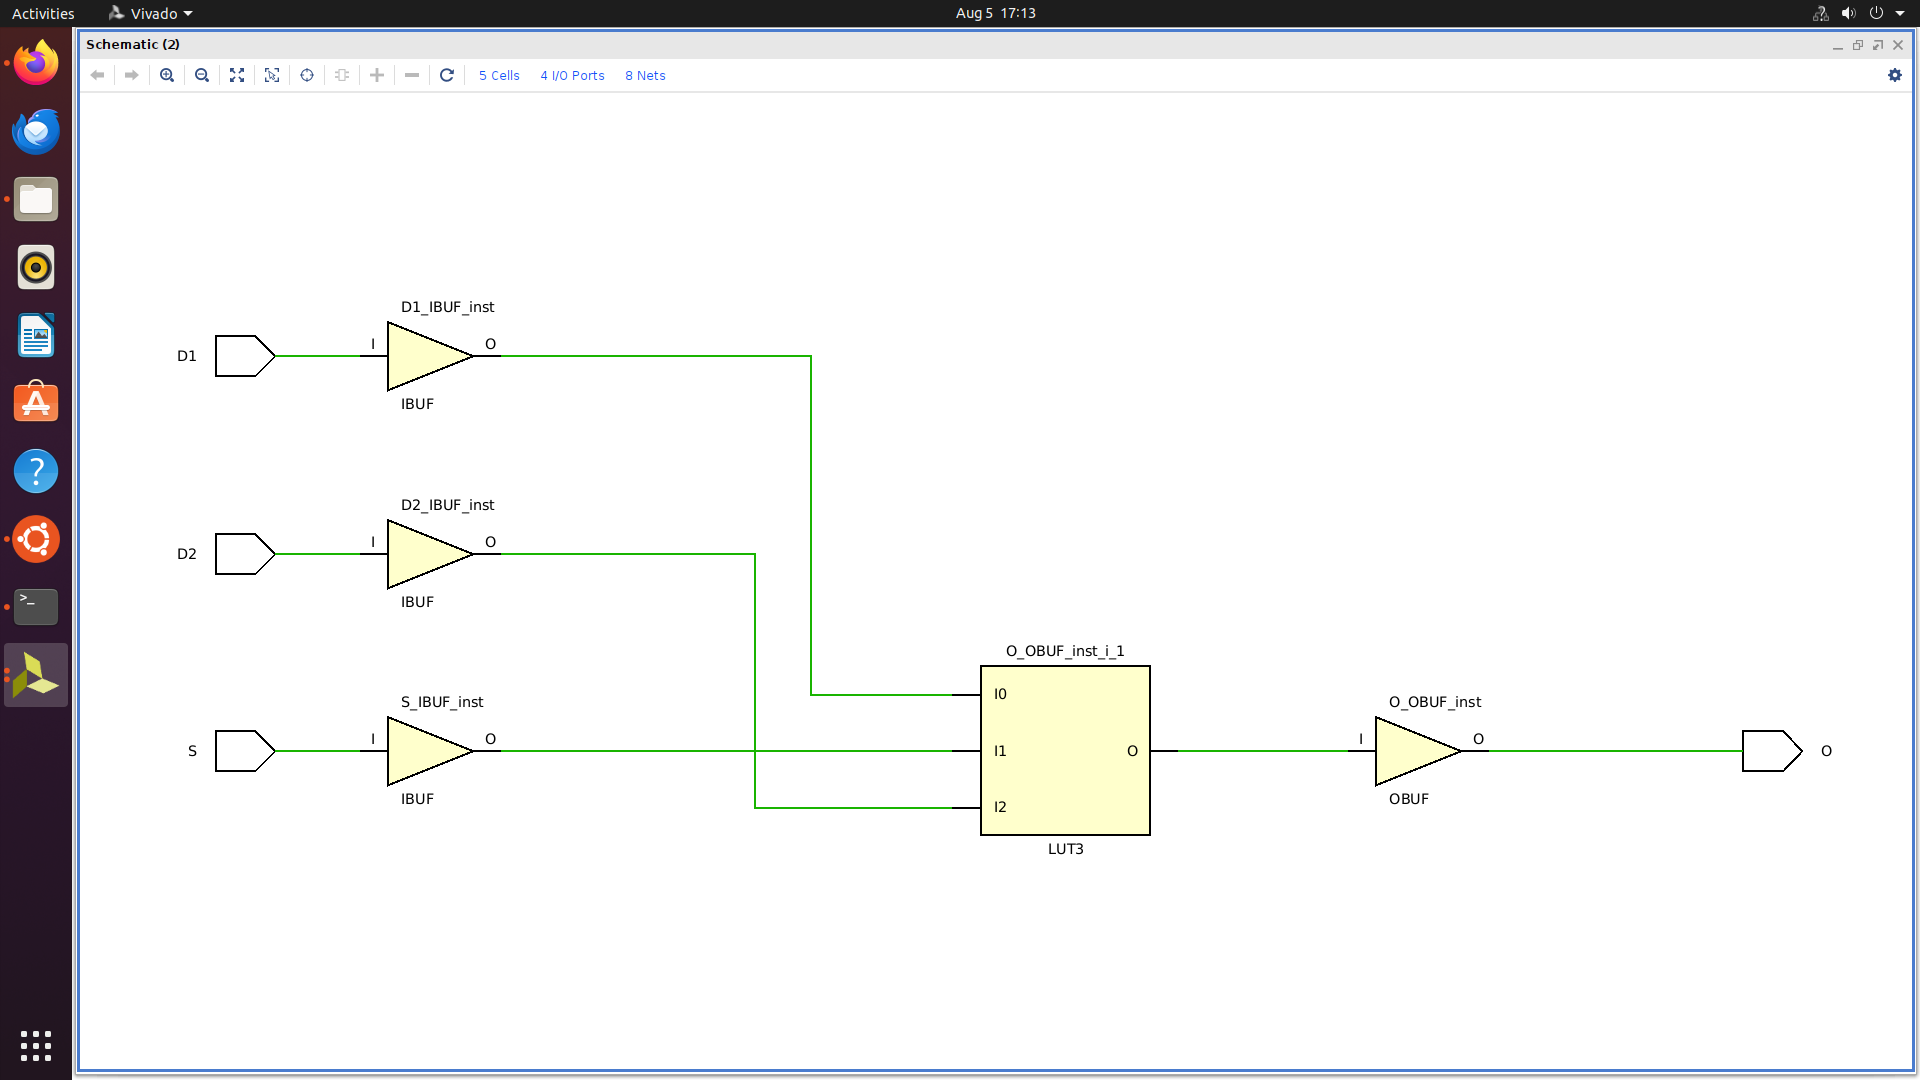 Activities
Vivado
Aug 5 17:13
Schematic (2)
5 Cells
4 I/O Ports
8 Nets
D1_IBUF_inst
D1
I
O
IBUF
D2_IBUF_inst
D2
I
O
IBUF
S_IBUF_inst
S
I
O
IBUF
O_OBUF_inst_i_1
I0
I1
I2
O
LUT3
O_OBUF_inst
I
O
OBUF
O